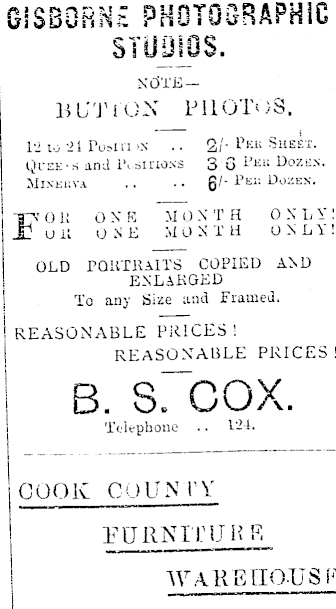 GISBORNE PHOTOGRAPHIC
STUDIOS.
NOTE—
BUTTON PHOTOS.
12 to 24 POSITION .. 2/- PER SHEET.
QUEENS and POSITIONS 3 6 PER DOZEN.
MINERVA .. .. 6/- PER DOZEN.
FOR ONE MONTH ONLY!
FOR ONE MONTH ONLY!
OLD PORTRAITS COPIED AND
ENLARGED
To any Size and Framed.
REASONABLE PRICES!
REASONABLE PRICES!
B. S. COX.
Telephone .. 124.
COOK COUNTY
FURNITURE
WAREHOUSE